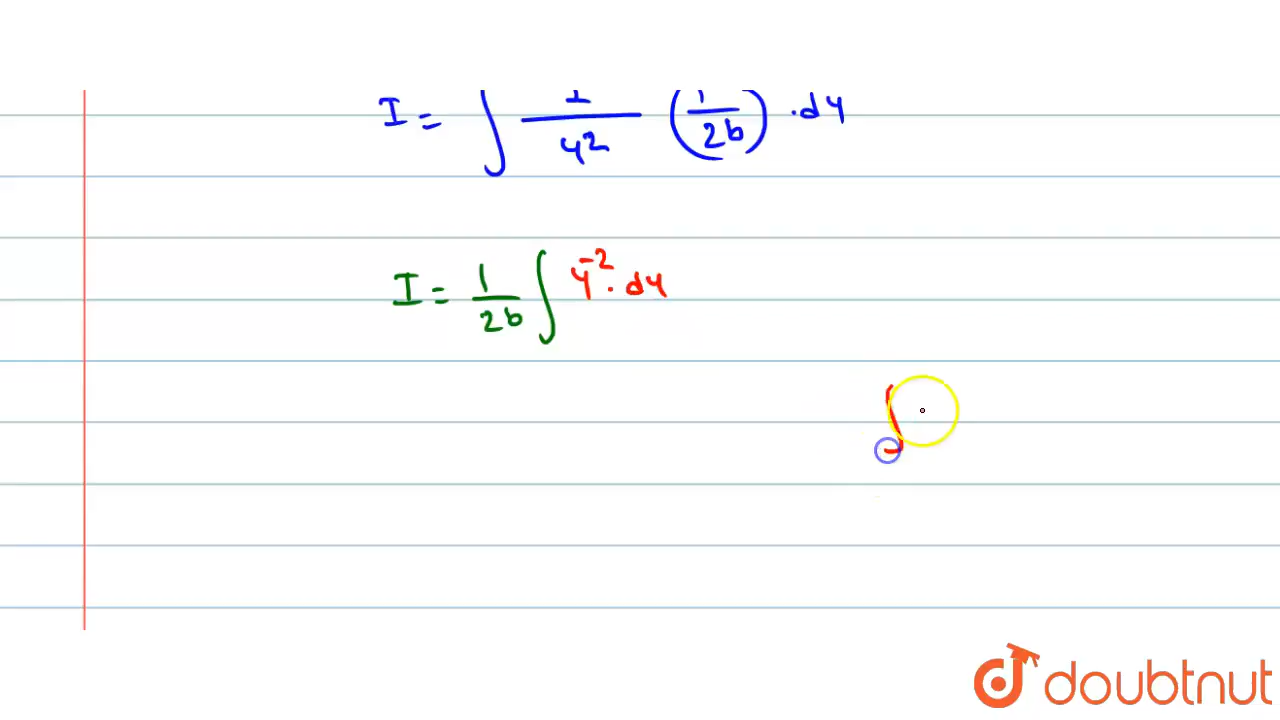 I = ∫ 1/y² (1/2b) · dy
I = 1/2b ∫ y⁻² · dy
∫
doubtnut